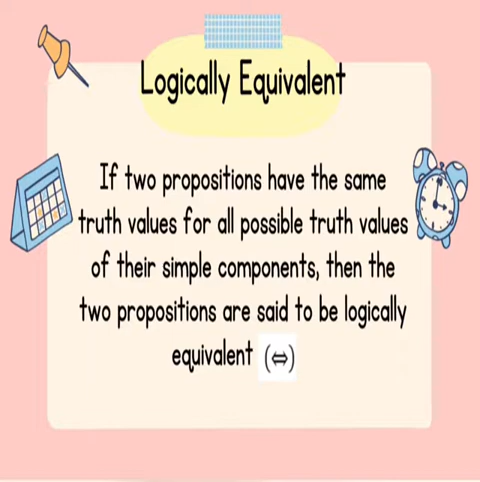 Logically Equivalent
If two propositions have the same
truth values for all possible truth values
of their simple components, then the
two propositions are said to be logically
equivalent (⇔)